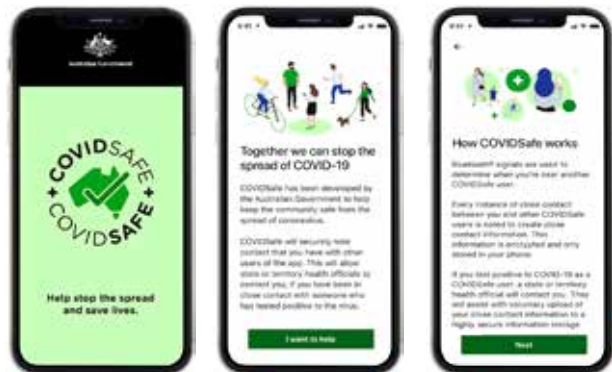 Australian Government
COVIDSAFE
COVIDSAFE
Help stop the spread
and save lives.
Together we can stop the
spread of COVID-19
COVIDSafe has been developed by
the Australian Government to help
keep the community safe from the
spread of coronavirus.
COVIDSafe will securely note
contact that you have with other
users of the app. This will allow
state or territory health officials to
contact you, if you have been in
close contact with someone who
has tested positive to the virus.
I want to help
How COVIDSafe works
Bluetooth® signals are used to
determine when you're near another
COVIDSafe user.
Every instance of close contact
between you and other COVIDSafe
users is noted to create close
contact information. This
information is encrypted and only
stored in your phone.
If you test positive to COVID-19 as a
COVIDSafe user, a state or territory
health official will contact you. They
will assist with voluntary upload of
your close contact information to a
highly secure information storage
Next